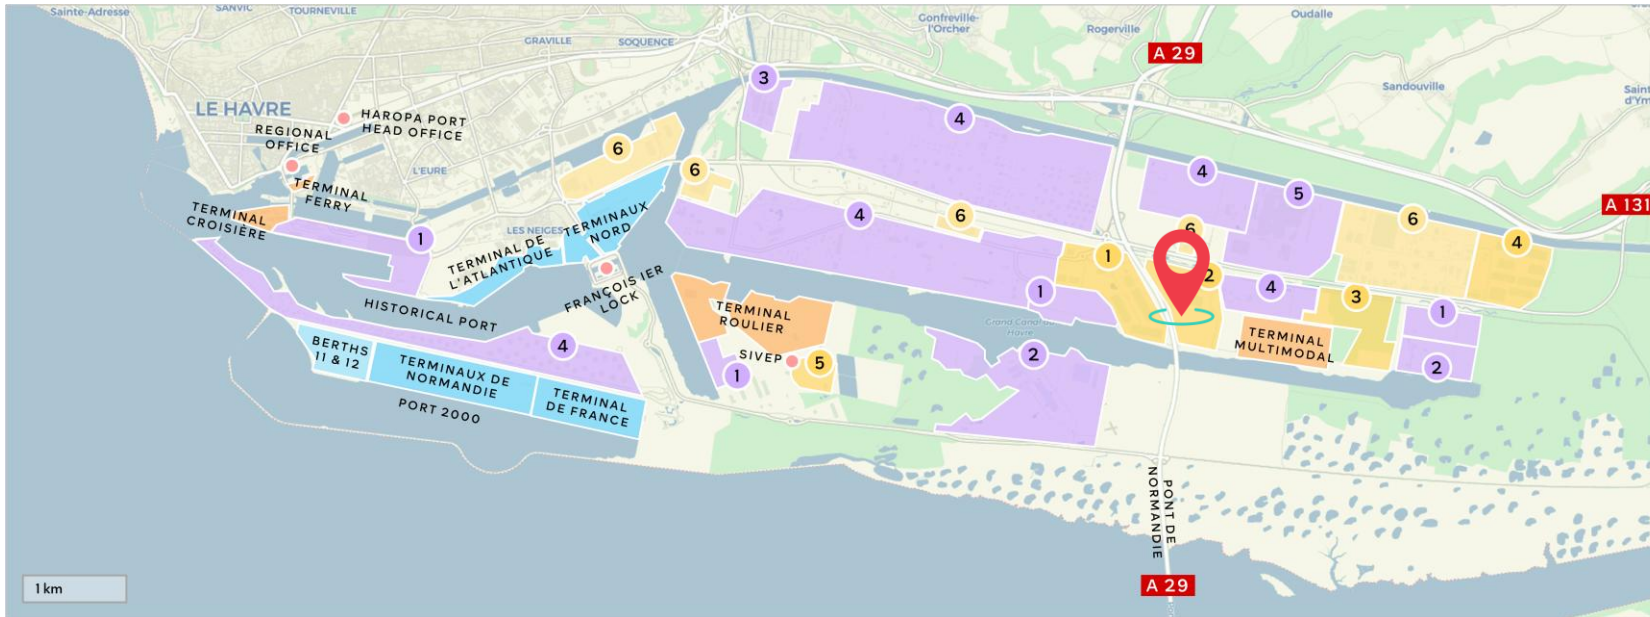 Sainte-Adresse
SANVIC
TOURNEVILLE
GRAVILLE
SOQUENCE
Gonfreville-
l'Orcher
Rogerville
Oudalle
Sandouville
Saint
d'Ym
A 29
A 131
LE HAVRE
HAROPA PORT
HEAD OFFICE
REGIONAL
OFFICE
L'EURE
TERMINAL
FERRY
TERMINAL
CROISIÈRE
LES NEIGES
TERMINAUX
NORD
TERMINAL DE
L'ATLANTIQUE
FRANÇOIS IER
LOCK
HISTORICAL PORT
BERTHS
11 & 12
TERMINAUX DE
NORMANDIE
TERMINAL
DE FRANCE
PORT 2000
TERMINAL
ROULIER
SIVEP
Grand Canal du
Havre
TERMINAL
MULTIMODAL
3
4
6
6
4
6
4
5
6
4
6
1
1
2
4
3
1
2
1
4
1
5
2
PONT DE
NORMANDIE
A 29
1 km